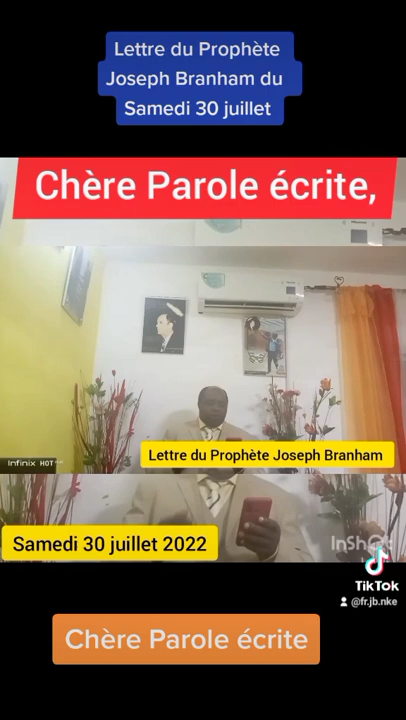 Lettre du Prophète
Joseph Branham du
Samedi 30 juillet
Chère Parole écrite,
Lettre du Prophète Joseph Branham
Infinix HOT
Samedi 30 juillet 2022
InShOt
TikTok
@fr.jb.nke
Chère Parole écrite